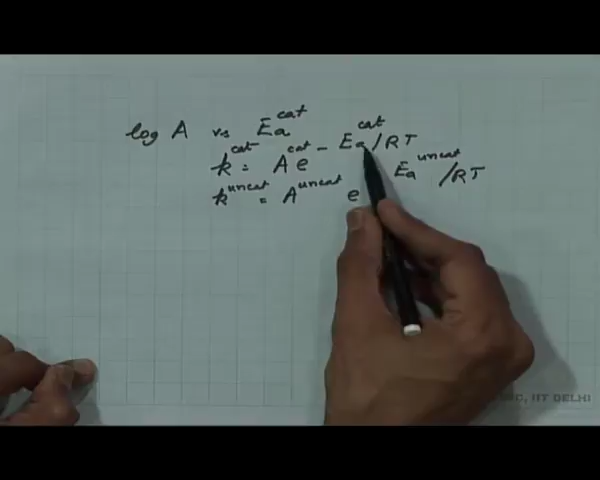 log A vs Ea^cat
k^cat = A^cat e - Ea^cat/RT
k^uncat = A^uncat e Ea^uncat/RT
IIT DELHI